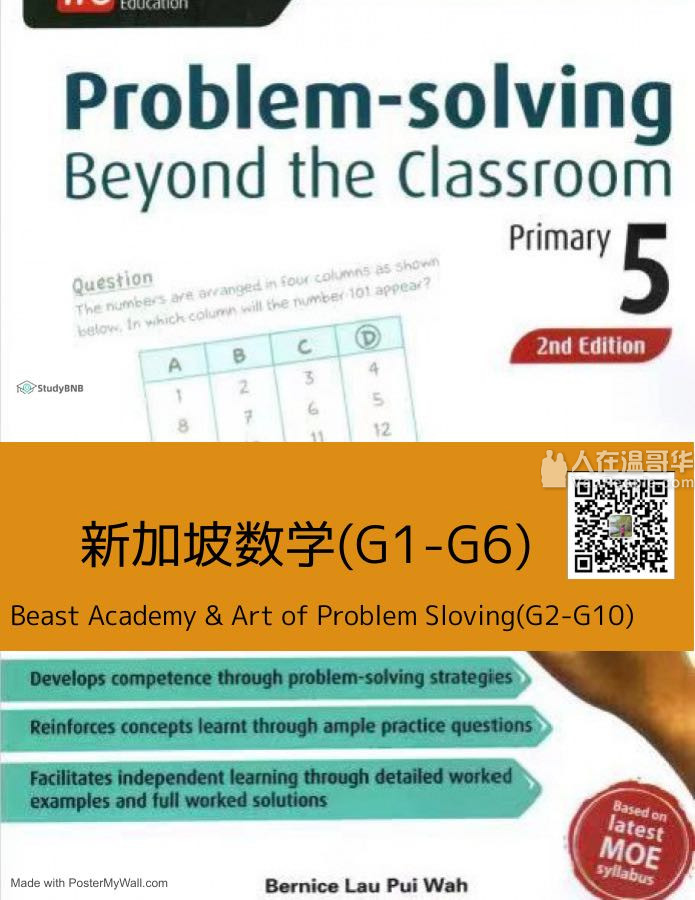 Education
Problem-solving
Beyond the Classroom
Primary 5
2nd Edition
Question
The numbers are arranged in four columns as shown
below. In which column will the number 101 appear?
A B C D
1 2 3 4
8 7 6 5
11 12
StudyBNB
人在温哥华
新加坡数学(G1-G6)
Beast Academy & Art of Problem Sloving(G2-G10)
Develops competence through problem-solving strategies
Reinforces concepts learnt through ample practice questions
Facilitates independent learning through detailed worked
examples and full worked solutions
Based on
latest
MOE
syllabus
Made with PosterMyWall.com
Bernice Lau Pui Wah